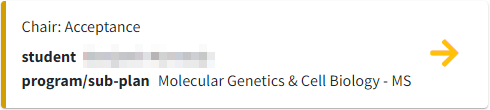 Chair: Acceptance
student
program/sub-plan Molecular Genetics & Cell Biology - MS